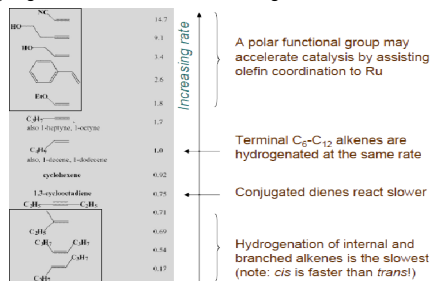 NC
14.7
HO
9.1
HO
3.4
2.6
EtO
1.8
1.7
also 1-heptyne, 1-octyne
1.0
also, 1-decene, 1-dodecene
cyclohexene
0.92
1,3-cyclooctadiene
0.75
C₃H₇
C₂H₅
0.71
C₂H₅
0.69
C₃H₇
C₃H₇
0.54
0.17
C₃H₇
Increasing rate
A polar functional group may
accelerate catalysis by assisting
olefin coordination to Ru
Terminal C₆-C₁₂ alkenes are
hydrogenated at the same rate
Conjugated dienes react slower
Hydrogenation of internal and
branched alkenes is the slowest
(note: cis is faster than trans!)